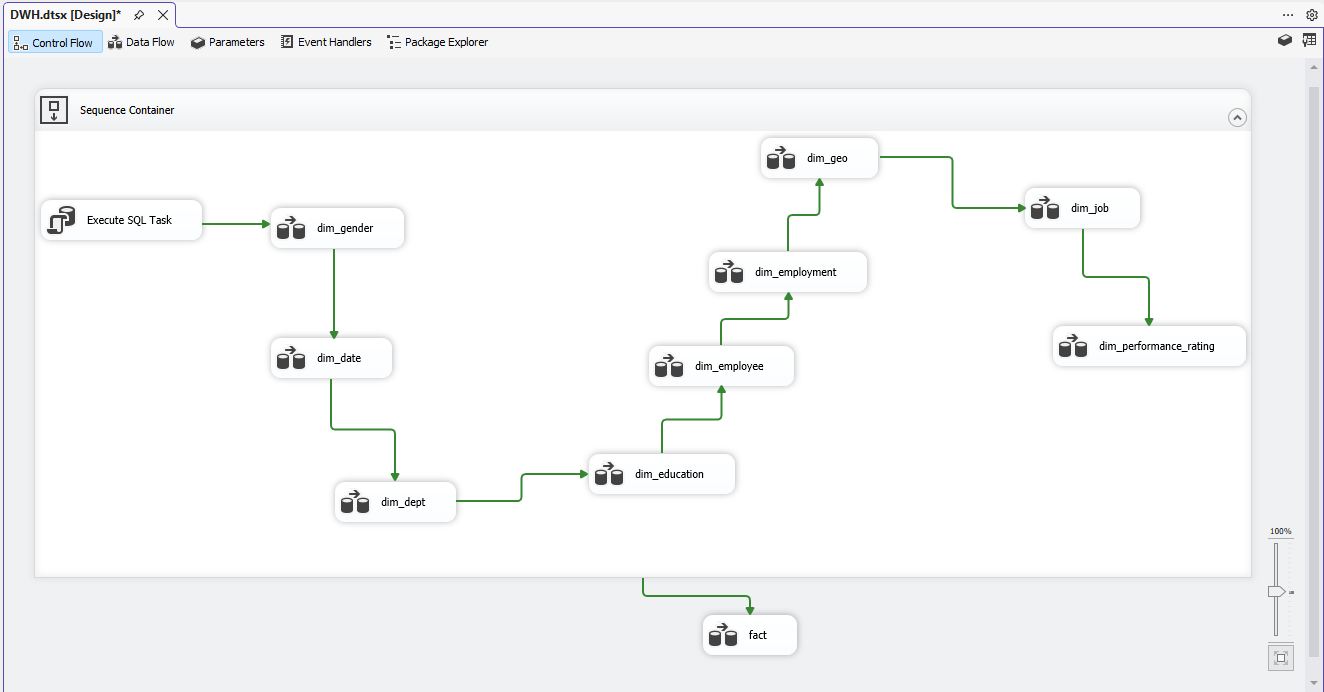 DWH.dtsx [Design]*
Control Flow Data Flow Parameters Event Handlers Package Explorer
Sequence Container
dim_geo
dim_job
Execute SQL Task
dim_gender
dim_employment
dim_performance_rating
dim_date
dim_employee
dim_education
dim_dept
100%
fact